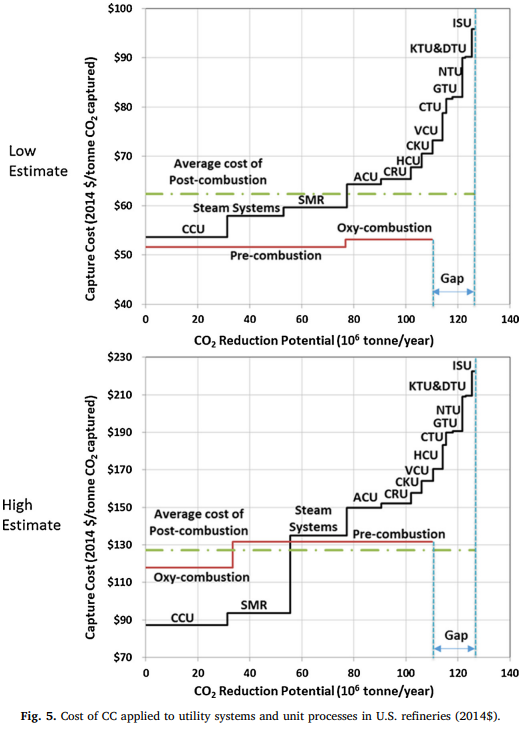 Low
Estimate
Capture Cost (2014 $/tonne CO2 captured)
$100
$90
$80
$70
$60
$50
$40
ISU
KTU&DTU
NTU
GTU
CTU
VCU
CKU
HCU
CRU
ACU
Average cost of
Post-combustion
SMR
Steam Systems
CCU
Oxy-combustion
Pre-combustion
Gap
0 20 40 60 80 100 120 140
CO2 Reduction Potential (10^6 tonne/year)
High
Estimate
Capture Cost (2014 $/tonne CO2 captured)
$230
$210
$190
$170
$150
$130
$110
$90
$70
ISU
KTU&DTU
NTU
GTU
CTU
HCU
VCU
CKU
CRU
ACU
Steam
Systems
Average cost of
Post-combustion
Pre-combustion
Oxy-combustion
SMR
CCU
Gap
0 20 40 60 80 100 120 140
CO2 Reduction Potential (10^6 tonne/year)
Fig. 5. Cost of CC applied to utility systems and unit processes in U.S. refineries (2014$).